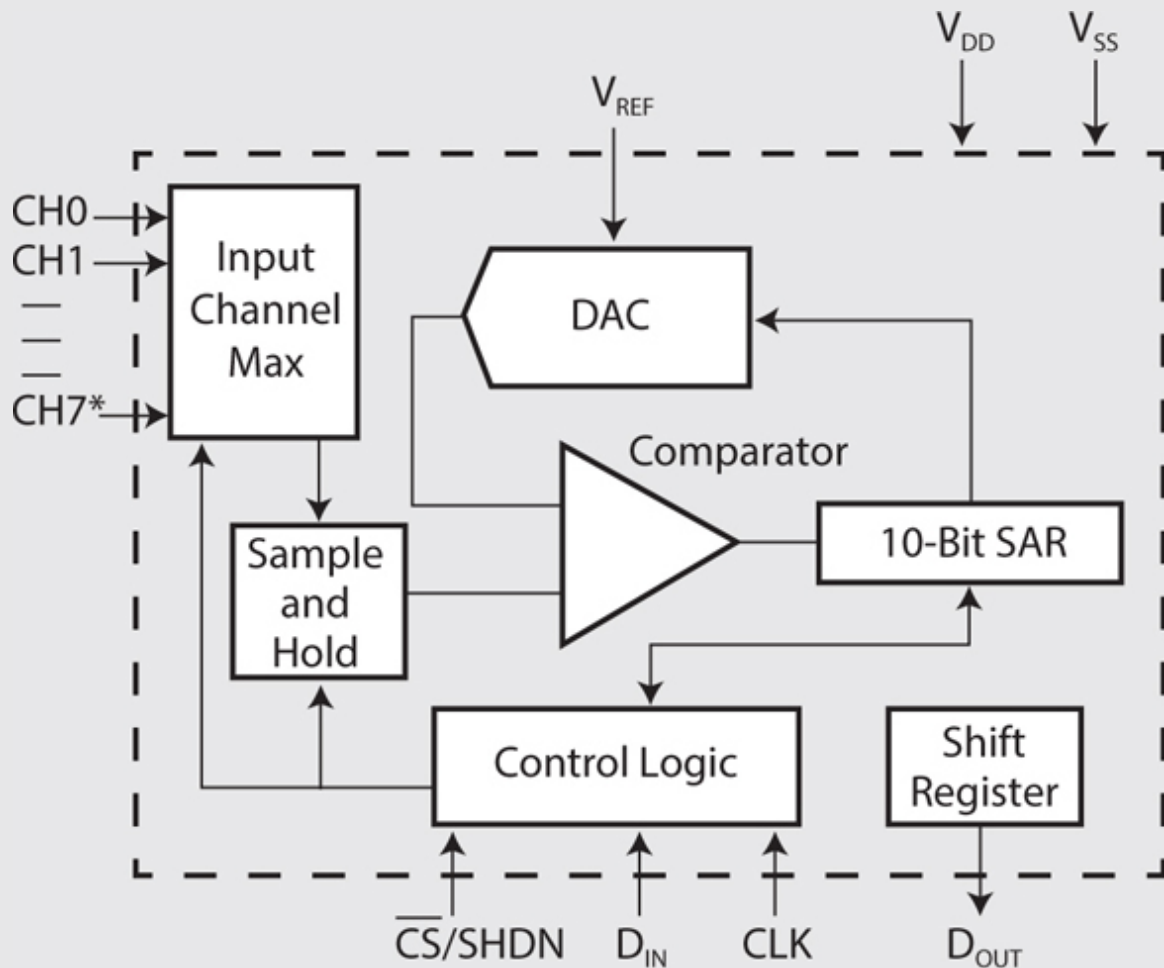 V_DD
V_SS
V_REF
CH0
CH1
CH7*
Input
Channel
Max
DAC
Comparator
10-Bit SAR
Sample
and
Hold
Control Logic
Shift
Register
C̅S̅/SHDN
D_IN
CLK
D_OUT